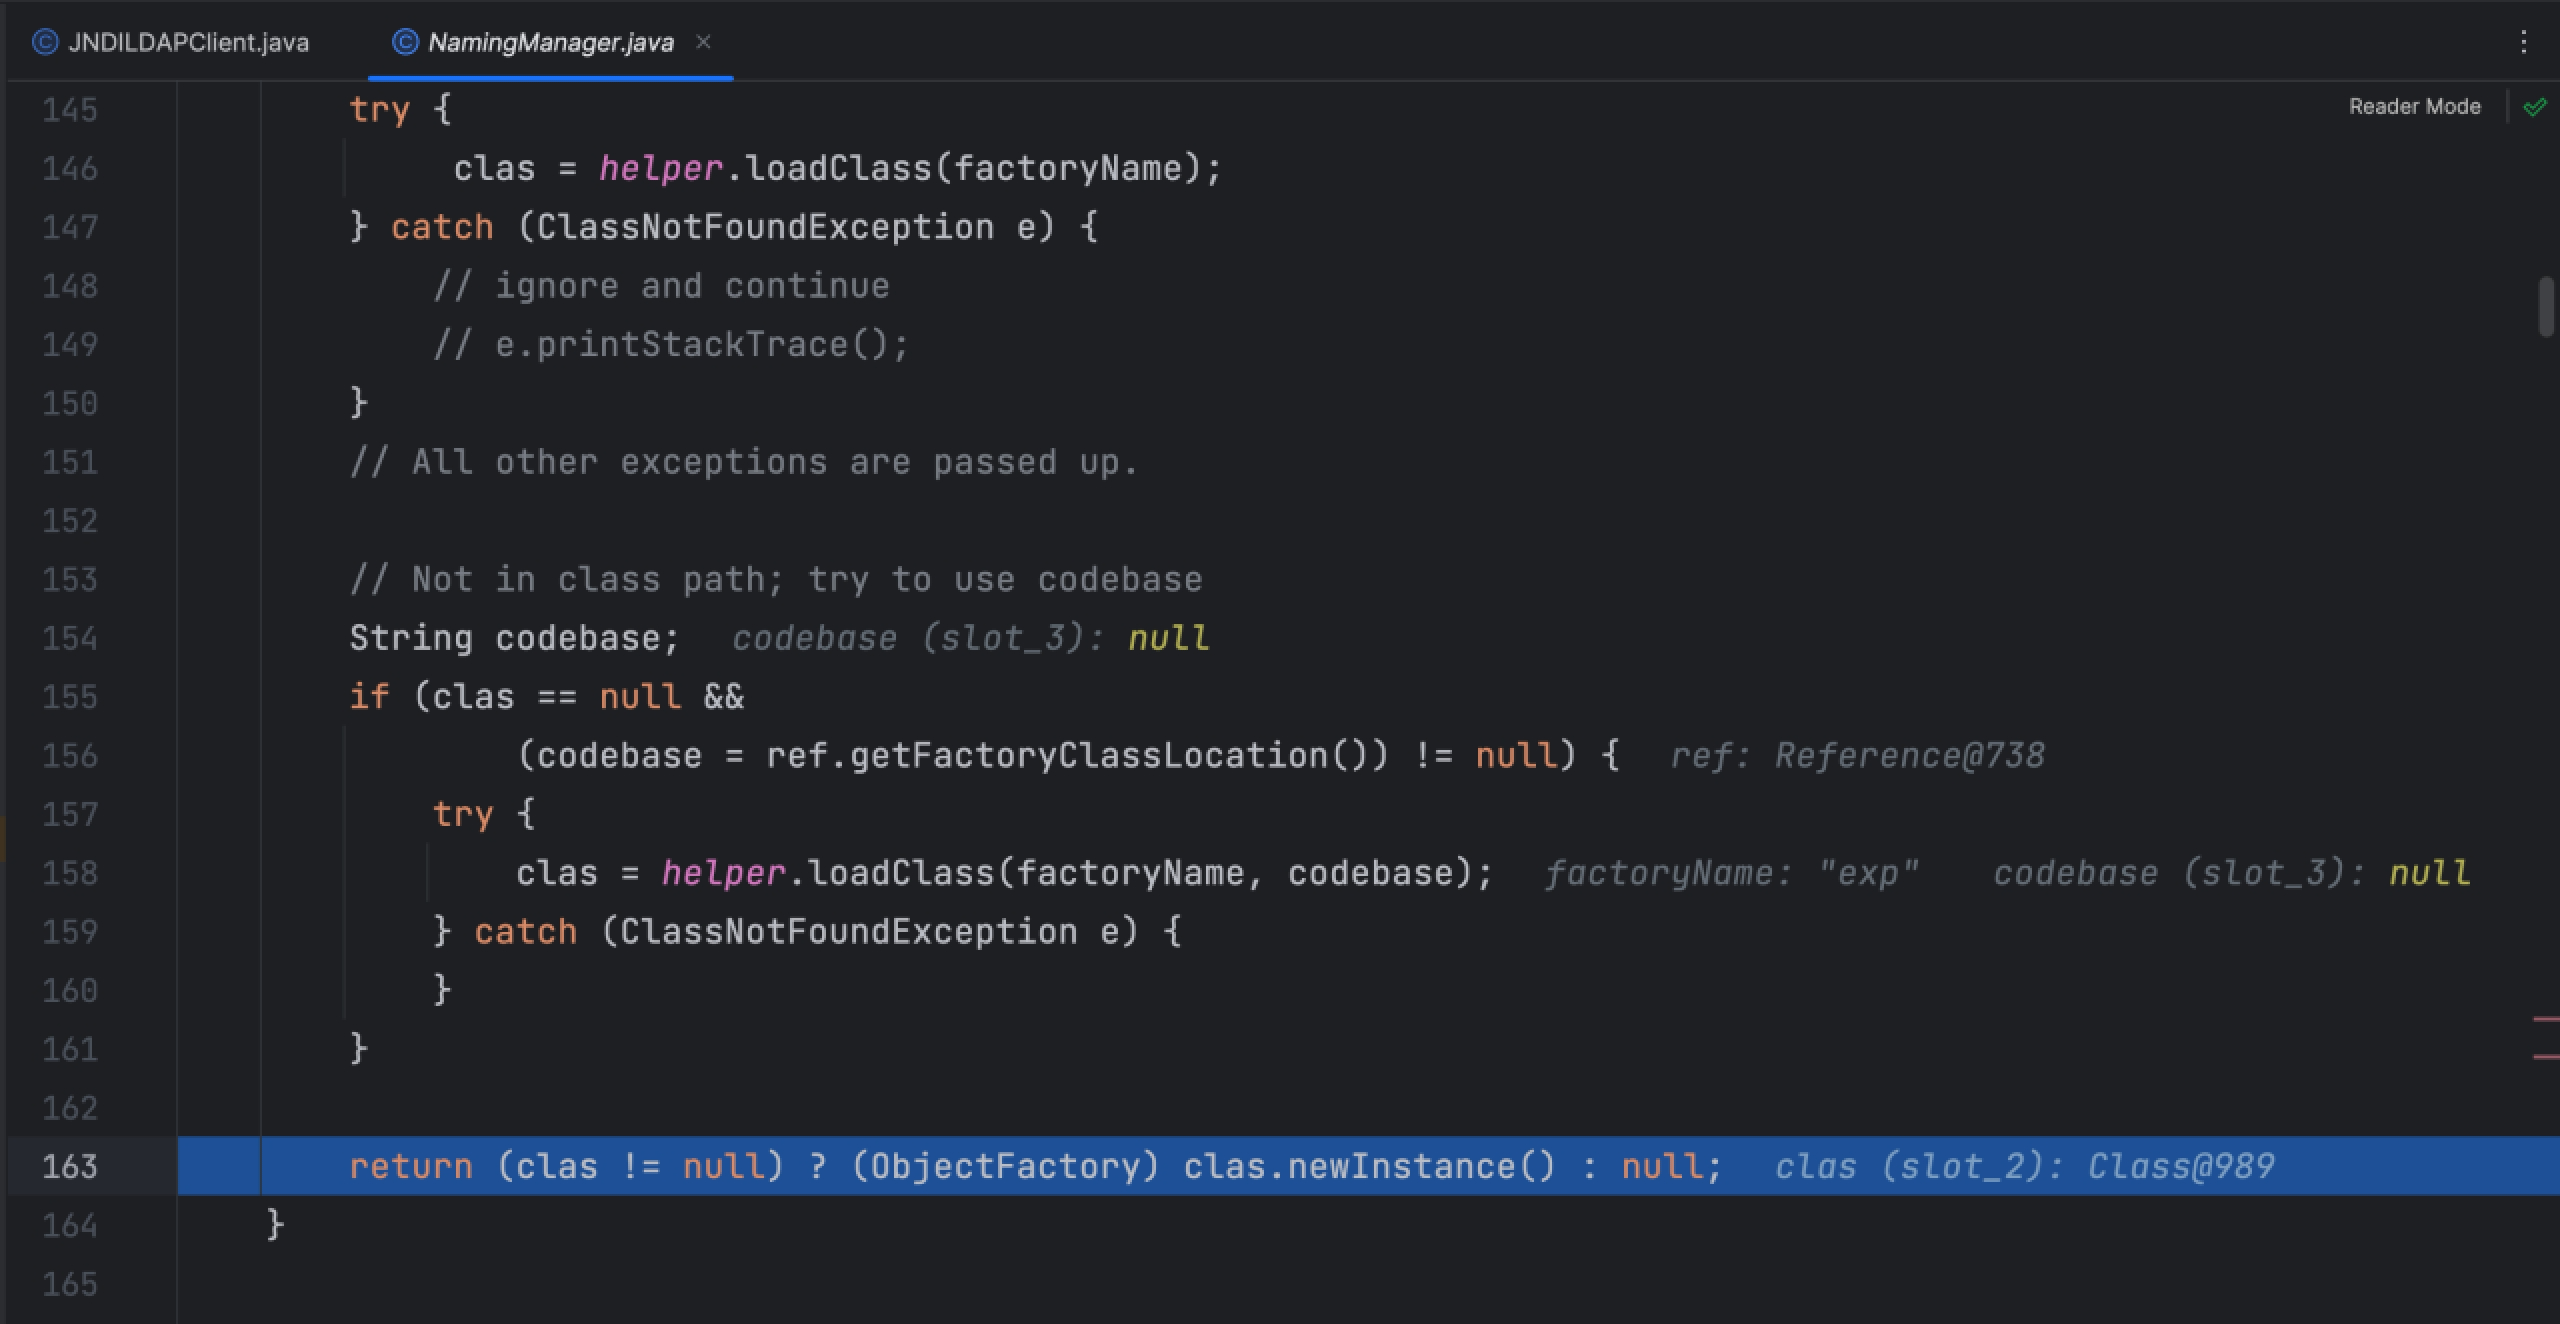 JNDILDAPClient.java NamingManager.java
Reader Mode
145 try {
146 clas = helper.loadClass(factoryName);
147 } catch (ClassNotFoundException e) {
148 // ignore and continue
149 // e.printStackTrace();
150 }
151 // All other exceptions are passed up.
152
153 // Not in class path; try to use codebase
154 String codebase; codebase (slot_3): null
155 if (clas == null &&
156 (codebase = ref.getFactoryClassLocation()) != null) { ref: Reference@738
157 try {
158 clas = helper.loadClass(factoryName, codebase); factoryName: "exp" codebase (slot_3): null
159 } catch (ClassNotFoundException e) {
160 }
161 }
162
163 return (clas != null) ? (ObjectFactory) clas.newInstance() : null; clas (slot_2): Class@989
164 }
165